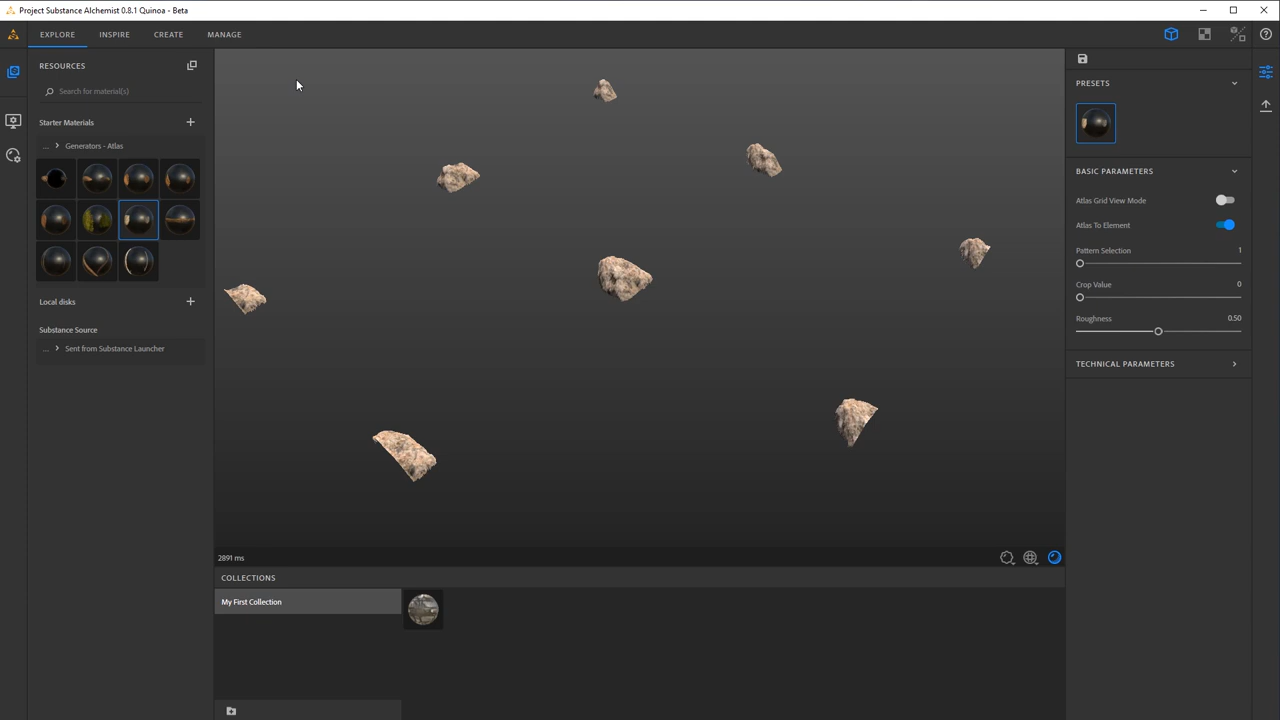 Project Substance Alchemist 0.8.1 Quinoa - Beta
EXPLORE INSPIRE CREATE MANAGE
RESOURCES
Search for material(s)
Starter Materials
... Generators - Atlas
Local disks
Substance Source
... Sent from Substance Launcher
2891 ms
COLLECTIONS
My First Collection
PRESETS
BASIC PARAMETERS
Atlas Grid View Mode
Atlas To Element
Pattern Selection 1
Crop Value 0
Roughness 0.50
TECHNICAL PARAMETERS